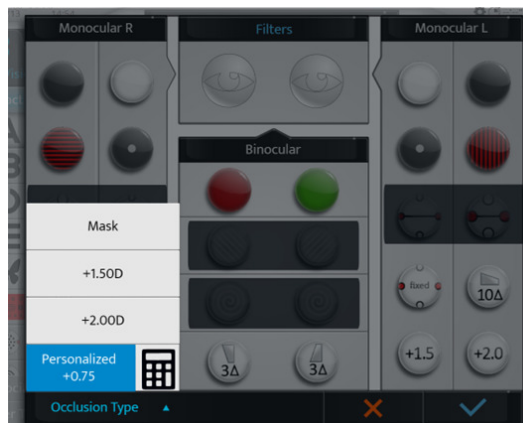 Monocular R
Filters
Monocular L
Binocular
Mask
+1.50D
+2.00D
Personalized
+0.75
fixed
10Δ
3Δ
3Δ
+1.5
+2.0
Occlusion Type